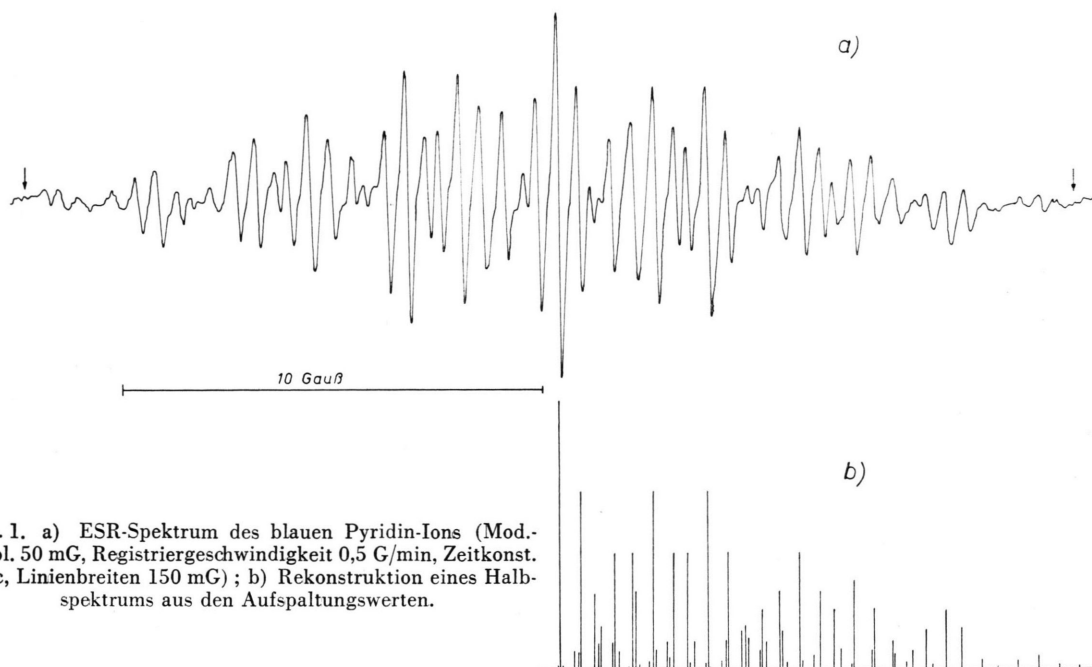 a)
10 Gauß
b)
. 1. a) ESR-Spektrum des blauen Pyridin-Ions (Mod.-
l. 50 mG, Registriergeschwindigkeit 0,5 G/min, Zeitkonst.
c, Linienbreiten 150 mG) ; b) Rekonstruktion eines Halb-
spektrums aus den Aufspaltungswerten.